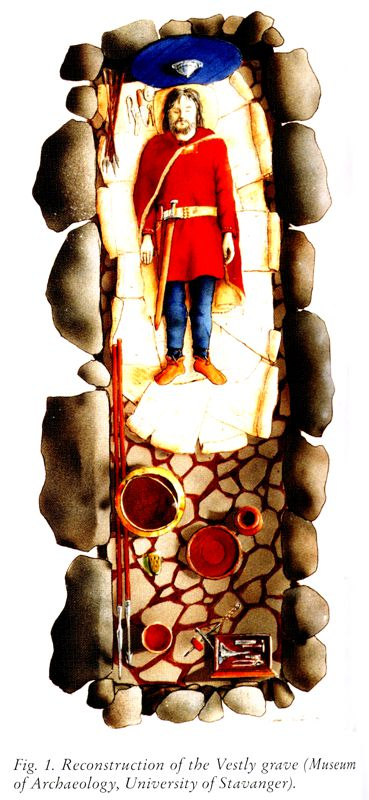 Fig. 1. Reconstruction of the Vestly grave (Museum
of Archaeology, University of Stavanger).